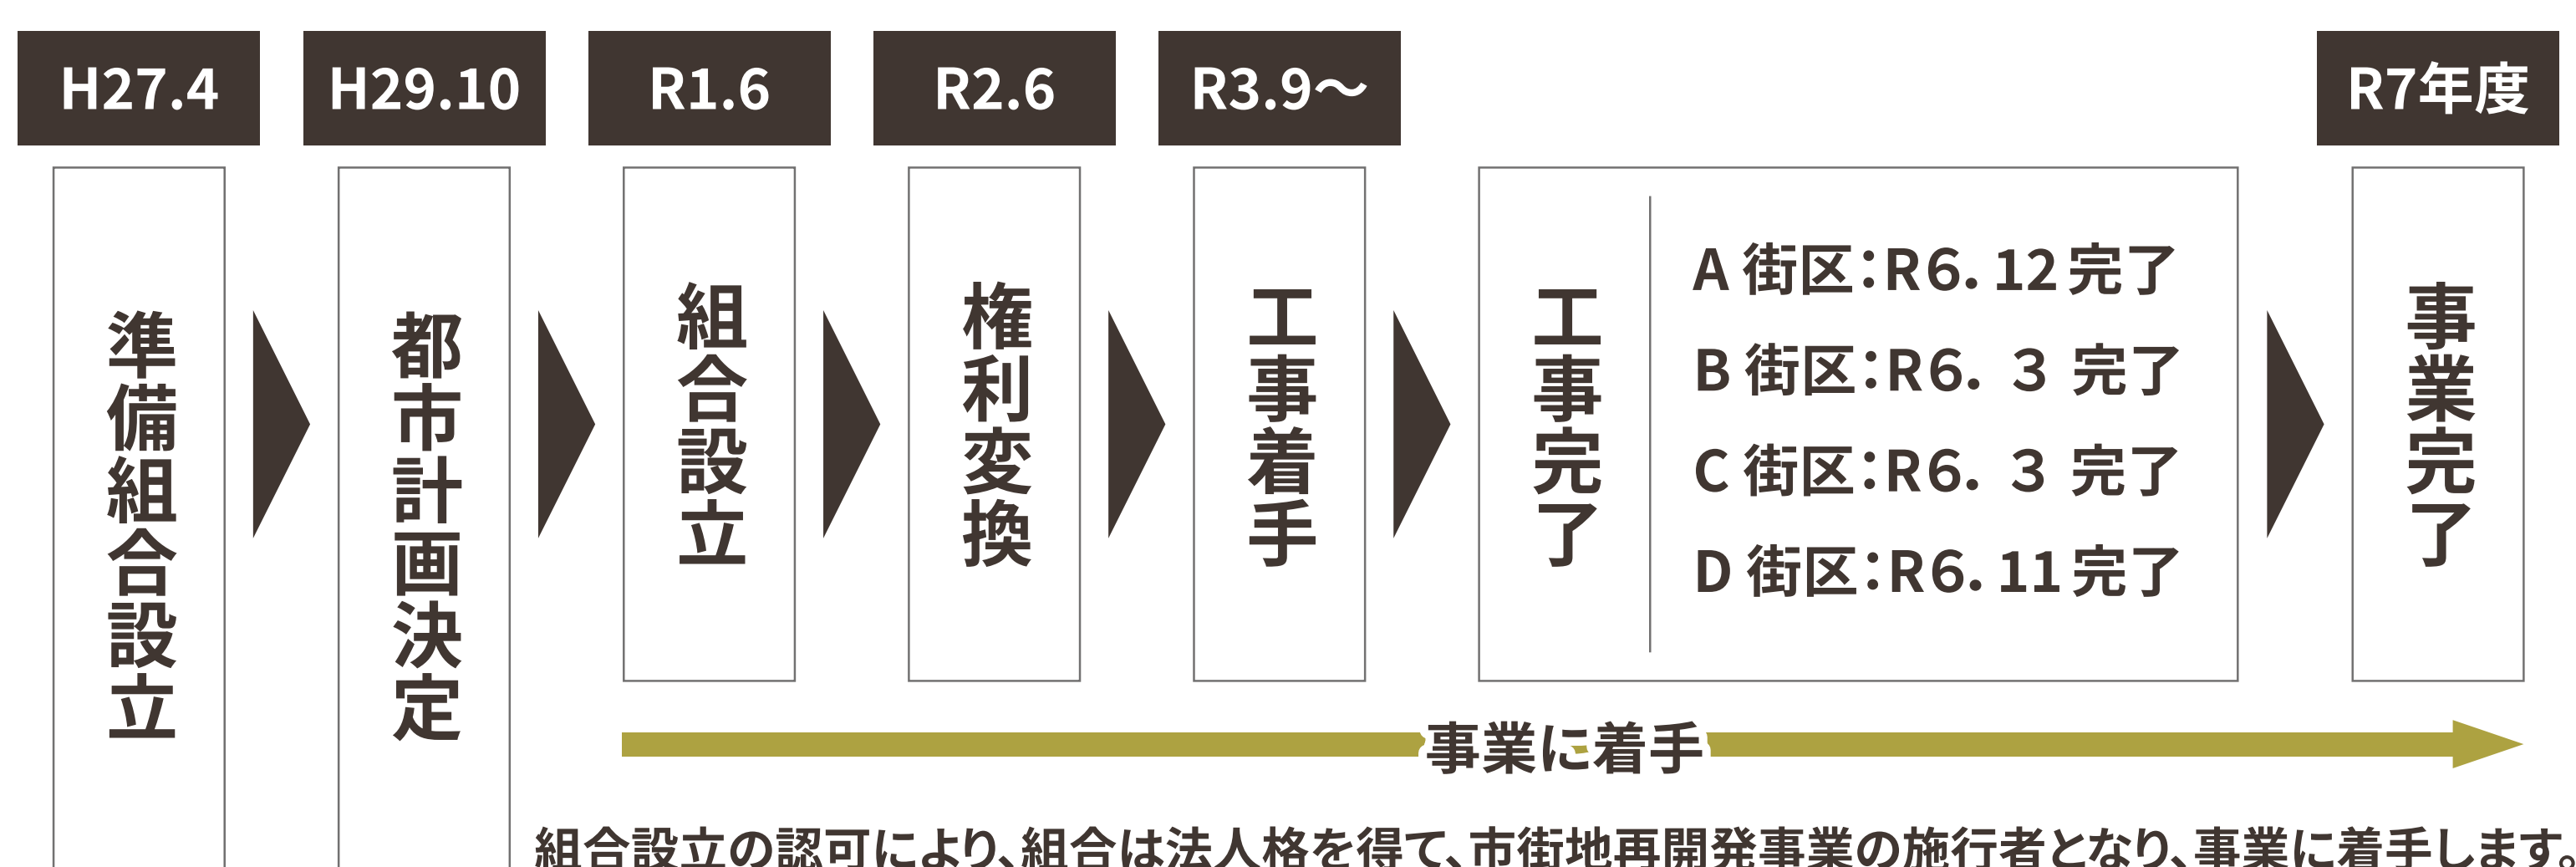 H27.4
H29.10
R1.6
R2.6
R3.9〜
R7年度
準備組合設立
都市計画決定
組合設立
権利変換
工事着手
工事完了
A 街区：R6. 12 完了
B 街区：R6. 3 完了
C 街区：R6. 3 完了
D 街区：R6. 11 完了
事業完了
事業に着手
組合設立の認可により、組合は法人格を得て、市街地再開発事業の施行者となり、事業に着手します。